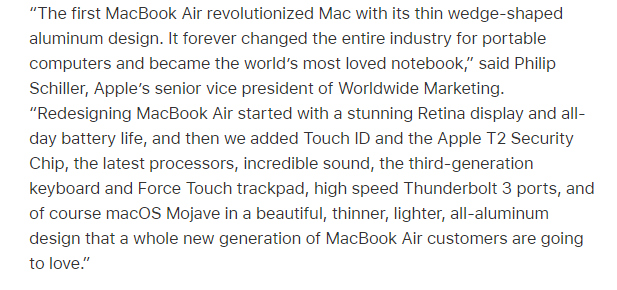 “The first MacBook Air revolutionized Mac with its thin wedge-shaped
aluminum design. It forever changed the entire industry for portable
computers and became the world’s most loved notebook,” said Philip
Schiller, Apple’s senior vice president of Worldwide Marketing.
“Redesigning MacBook Air started with a stunning Retina display and all-
day battery life, and then we added Touch ID and the Apple T2 Security
Chip, the latest processors, incredible sound, the third-generation
keyboard and Force Touch trackpad, high speed Thunderbolt 3 ports, and
of course macOS Mojave in a beautiful, thinner, lighter, all-aluminum
design that a whole new generation of MacBook Air customers are going
to love.”